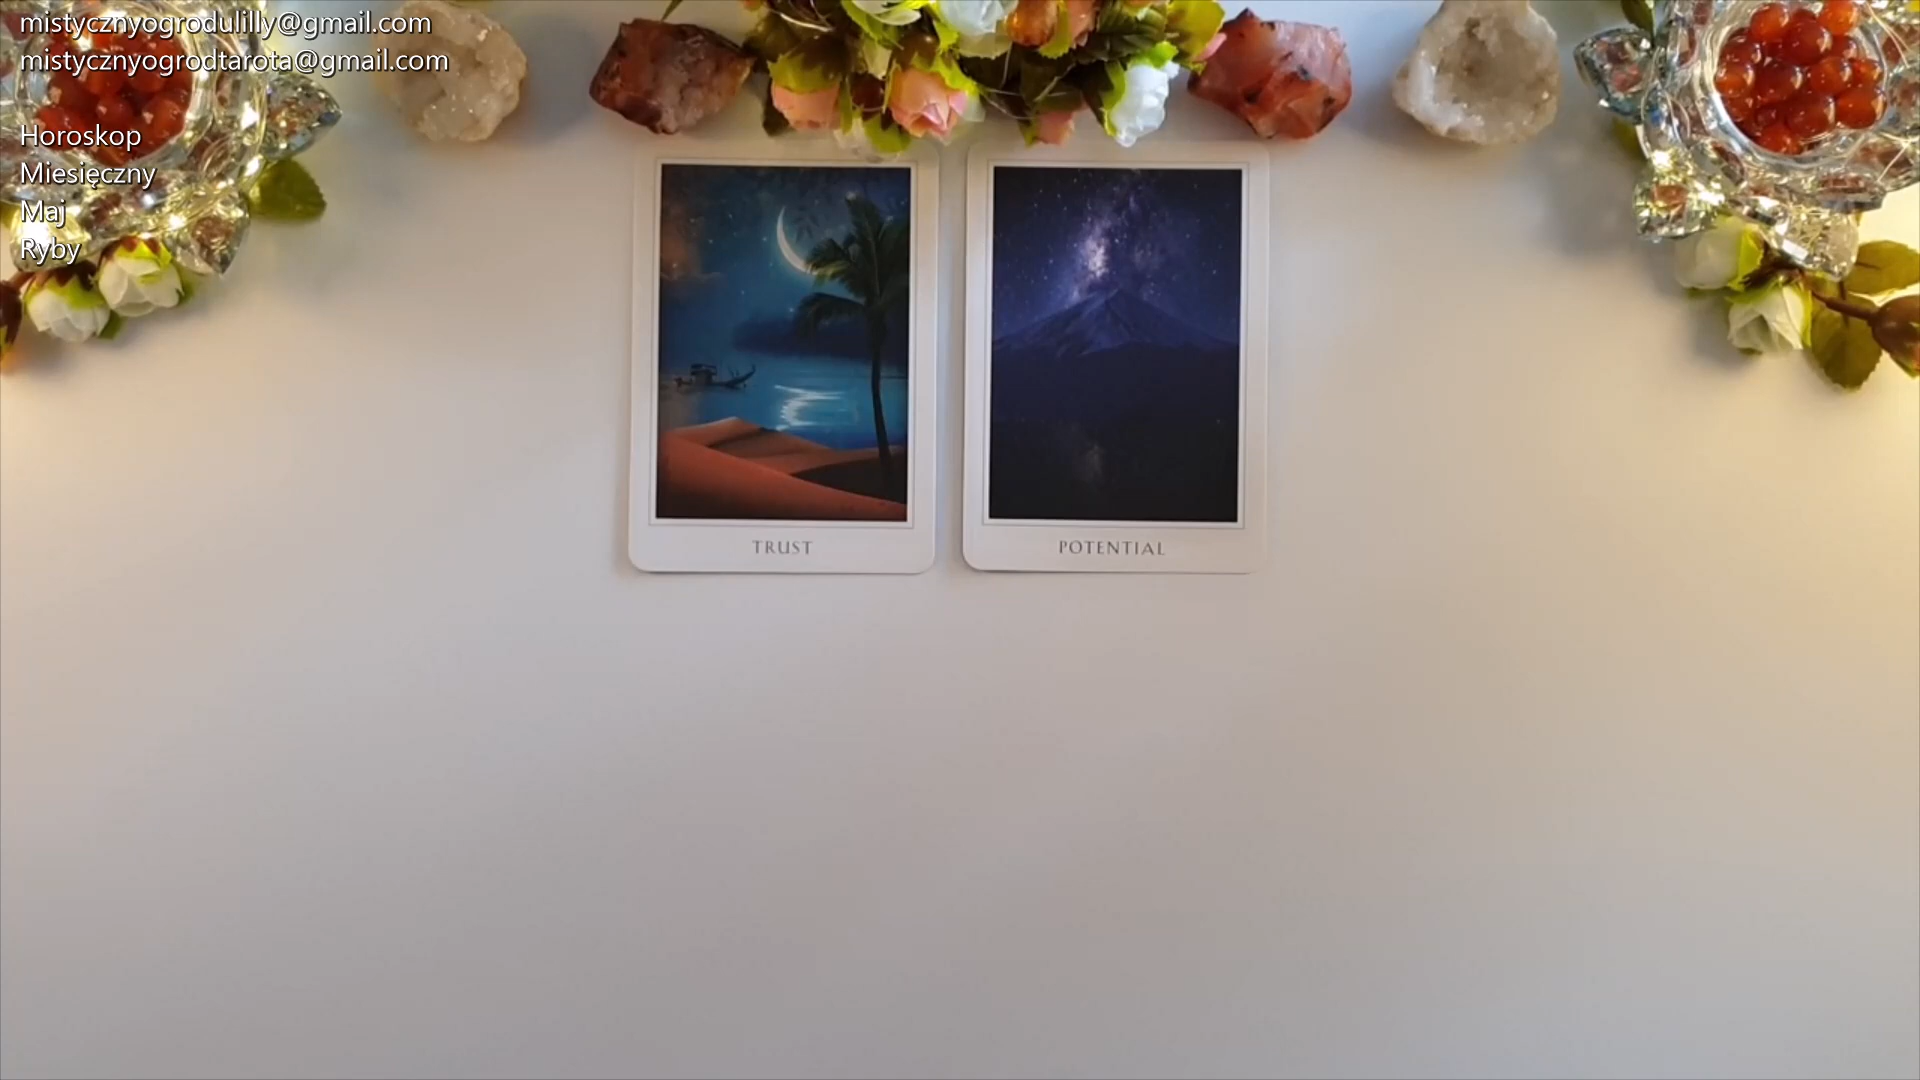 mistycznyogrodulilly@gmail.com
mistycznyogrodtarota@gmail.com
Horoskop
Miesięczny
Maj
Ryby
TRUST
POTENTIAL